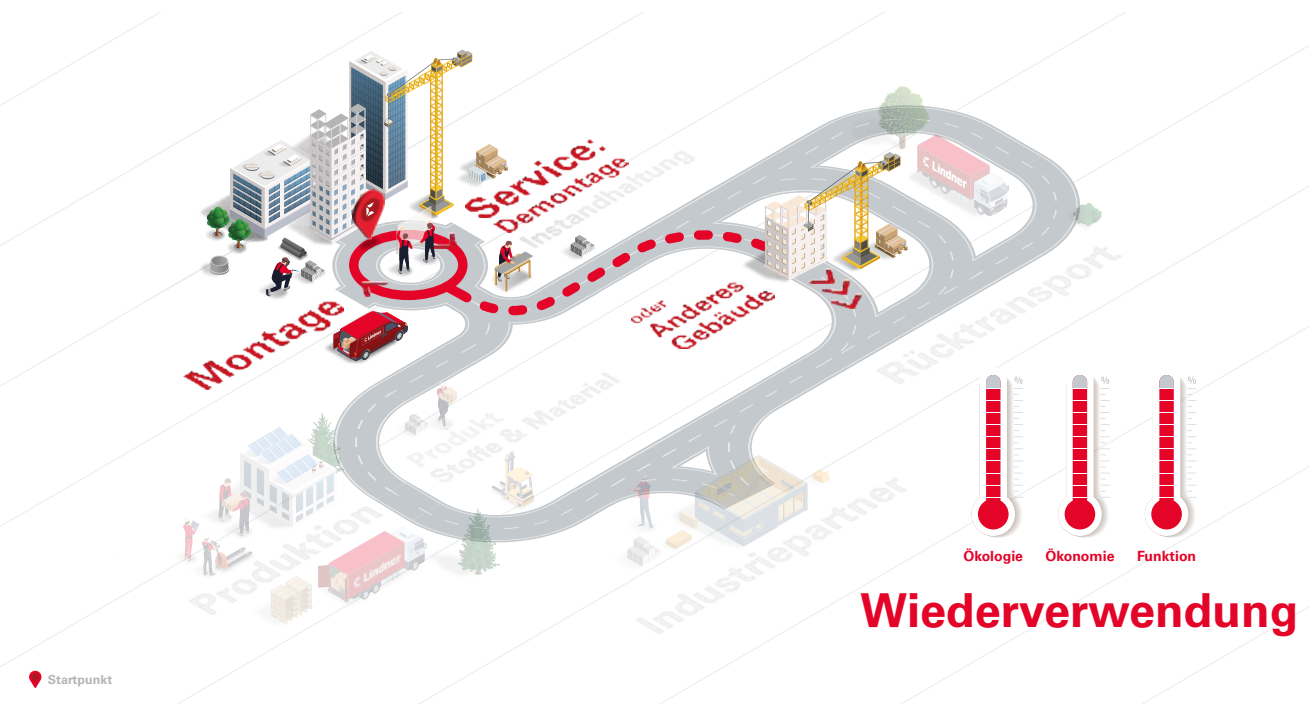 Service:
Demontage
Instandhaltung
Lindner
oder
Anderes
Gebäude
Montage
Lindner
Rücktransport
%
%
%
Produkt
Stoffe & Material
Produktion
Lindner
Industriepartner
Ökologie
Ökonomie
Funktion
Wiederverwendung
Startpunkt